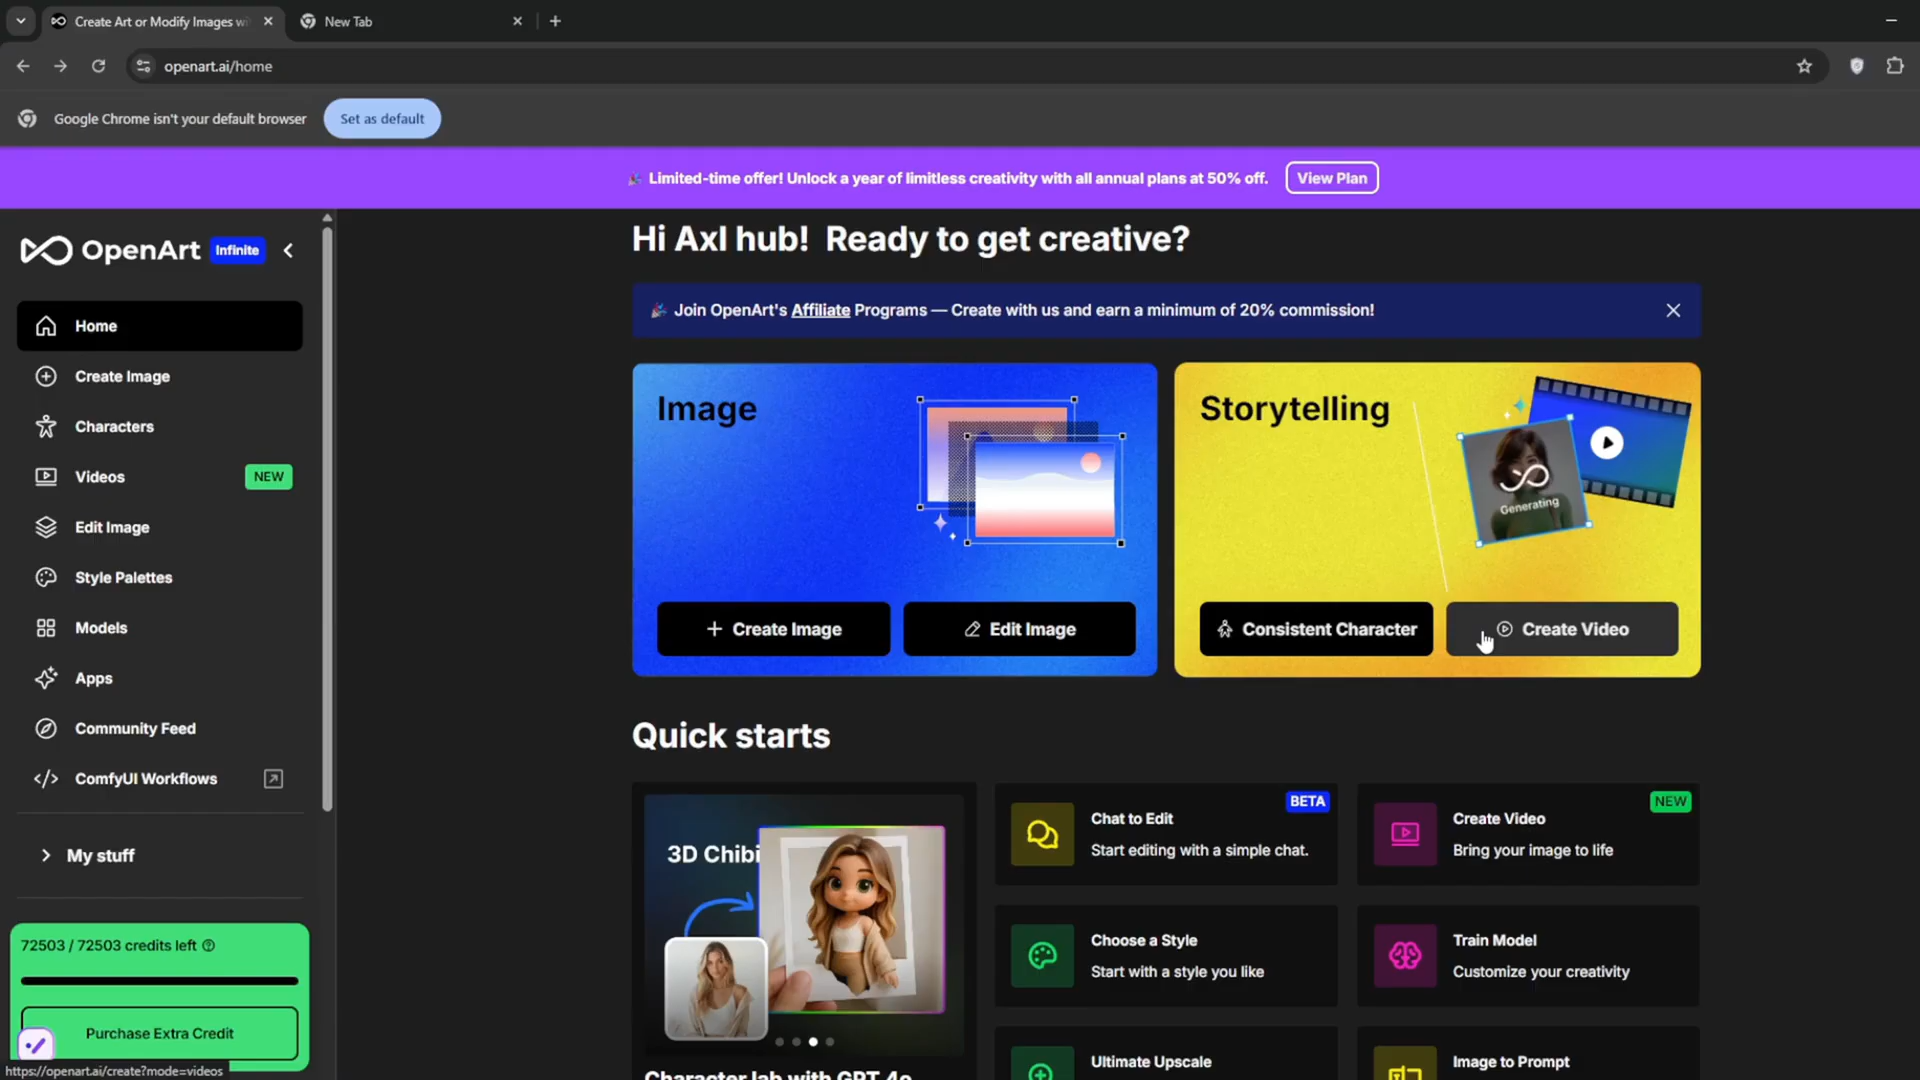 Create Art or Modify Images wi
New Tab
openart.ai/home
Google Chrome isn't your default browser
Set as default
Limited-time offer! Unlock a year of limitless creativity with all annual plans at 50% off.
View Plan
OpenArt
Infinite
Home
Create Image
Characters
Videos
NEW
Edit Image
Style Palettes
Models
Apps
Community Feed
ComfyUI Workflows
My stuff
72503 / 72503 credits left
Purchase Extra Credit
https://openart.ai/create?mode=videos
Hi Axl hub! Ready to get creative?
Join OpenArt's Affiliate Programs — Create with us and earn a minimum of 20% commission!
Image
Create Image
Edit Image
Storytelling
Generating
Consistent Character
Create Video
Quick starts
3D Chibi
Character lab with GPT-4o
Chat to Edit
BETA
Start editing with a simple chat.
Create Video
NEW
Bring your image to life
Choose a Style
Start with a style you like
Train Model
Customize your creativity
Ultimate Upscale
Image to Prompt